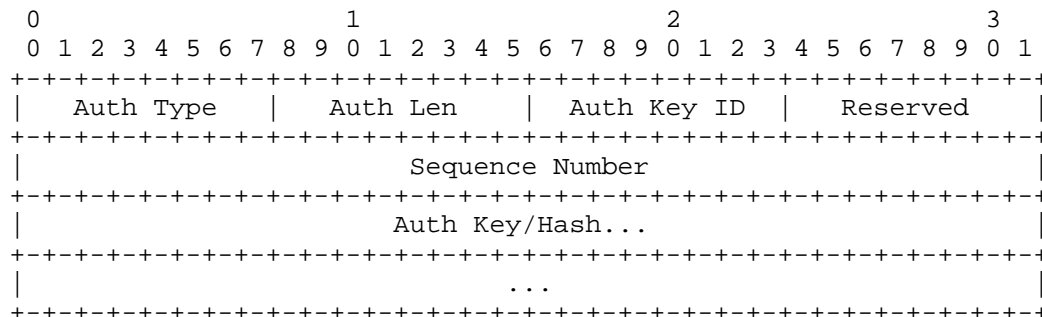 0                   1                   2                   3
 0 1 2 3 4 5 6 7 8 9 0 1 2 3 4 5 6 7 8 9 0 1 2 3 4 5 6 7 8 9 0 1
+-+-+-+-+-+-+-+-+-+-+-+-+-+-+-+-+-+-+-+-+-+-+-+-+-+-+-+-+-+-+-+-+
|   Auth Type   |   Auth Len    |  Auth Key ID  |   Reserved    |
+-+-+-+-+-+-+-+-+-+-+-+-+-+-+-+-+-+-+-+-+-+-+-+-+-+-+-+-+-+-+-+-+
|                        Sequence Number                        |
+-+-+-+-+-+-+-+-+-+-+-+-+-+-+-+-+-+-+-+-+-+-+-+-+-+-+-+-+-+-+-+-+
|                       Auth Key/Hash...                        |
+-+-+-+-+-+-+-+-+-+-+-+-+-+-+-+-+-+-+-+-+-+-+-+-+-+-+-+-+-+-+-+-+
|                              ...                              |
+-+-+-+-+-+-+-+-+-+-+-+-+-+-+-+-+-+-+-+-+-+-+-+-+-+-+-+-+-+-+-+-+